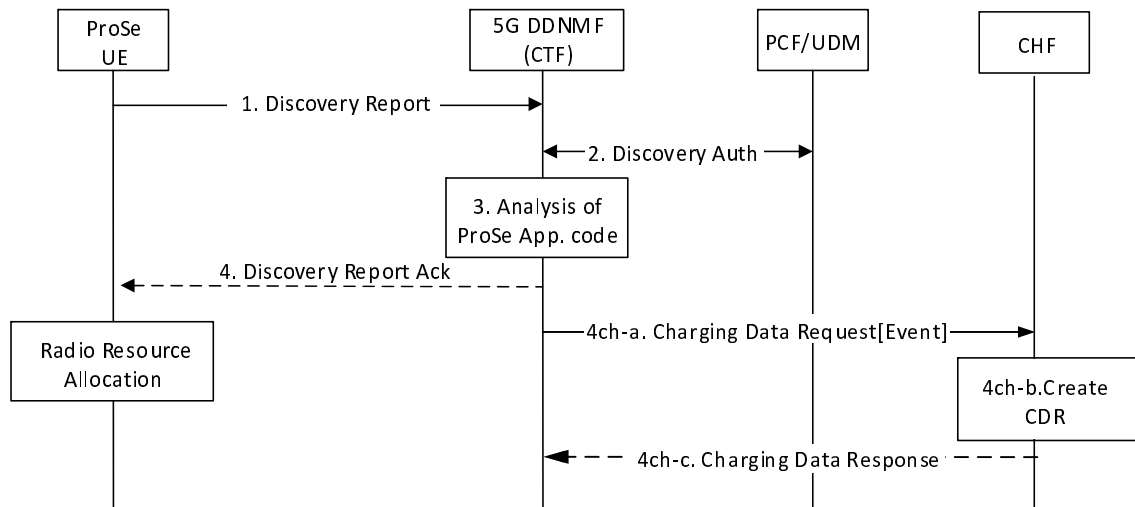 ProSe
UE
5G DDNMF
(CTF)
PCF/UDM
CHF
1. Discovery Report
2. Discovery Auth
3. Analysis of
ProSe App. code
4. Discovery Report Ack
4ch-a. Charging Data Request[Event]
Radio Resource
Allocation
4ch-b.Create
CDR
4ch-c. Charging Data Response